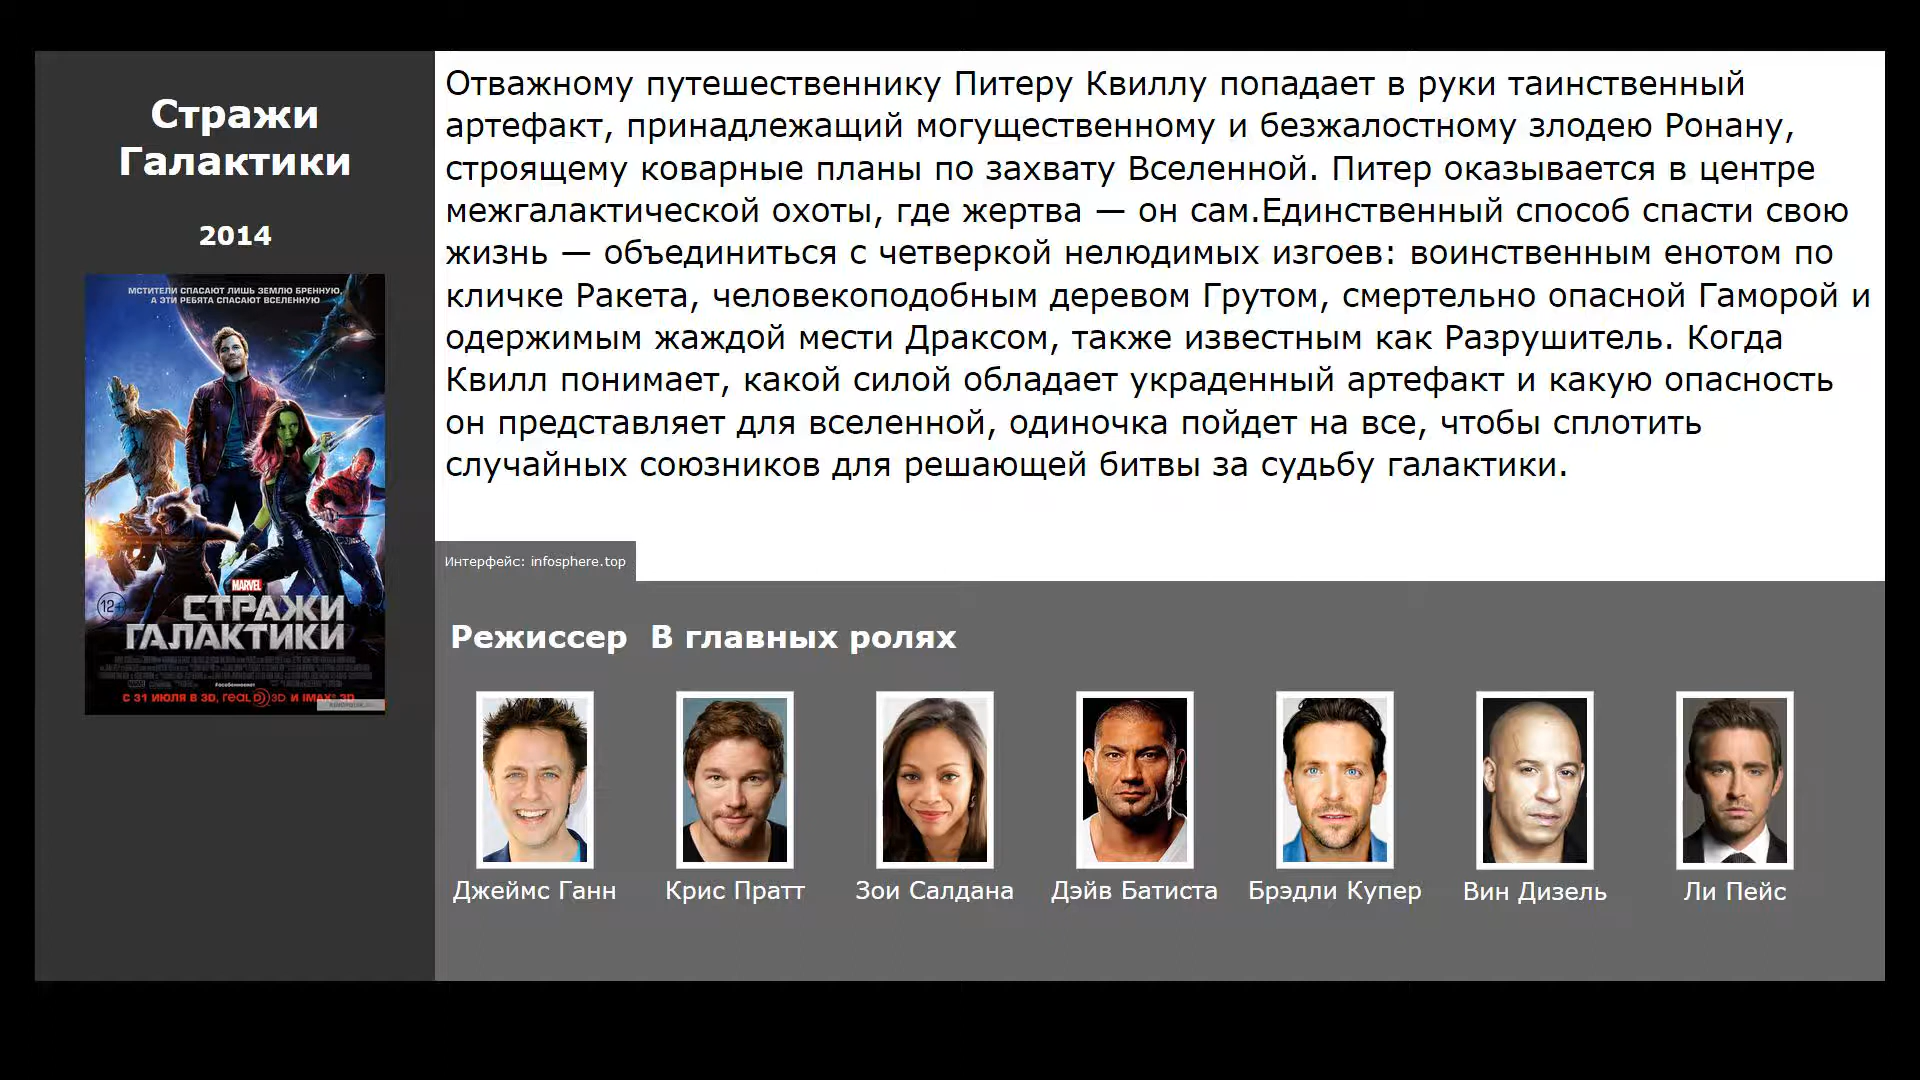 Стражи
Галактики
2014
МСТИТЕЛИ СПАСАЮТ ЛИШЬ ЗЕМЛЮ БРЕННУЮ,
А ЭТИ РЕБЯТА СПАСАЮТ ВСЕЛЕННУЮ
MARVEL
12+
СТРАЖИ
ГАЛАКТИКИ
С 31 ИЮЛЯ В 3D, REAL D 3D И IMAX 3D
Отважному путешественнику Питеру Квиллу попадает в руки таинственный
артефакт, принадлежащий могущественному и безжалостному злодею Ронану,
строящему коварные планы по захвату Вселенной. Питер оказывается в центре
межгалактической охоты, где жертва — он сам.Единственный способ спасти свою
жизнь — объединиться с четверкой нелюдимых изгоев: воинственным енотом по
кличке Ракета, человекоподобным деревом Грутом, смертельно опасной Гаморой и
одержимым жаждой мести Драксом, также известным как Разрушитель. Когда
Квилл понимает, какой силой обладает украденный артефакт и какую опасность
он представляет для вселенной, одиночка пойдет на все, чтобы сплотить
случайных союзников для решающей битвы за судьбу галактики.
Интерфейс: infosphere.top
Режиссер В главных ролях
Джеймс Ганн Крис Пратт Зои Салдана Дэйв Батиста Брэдли Купер Вин Дизель Ли Пейс